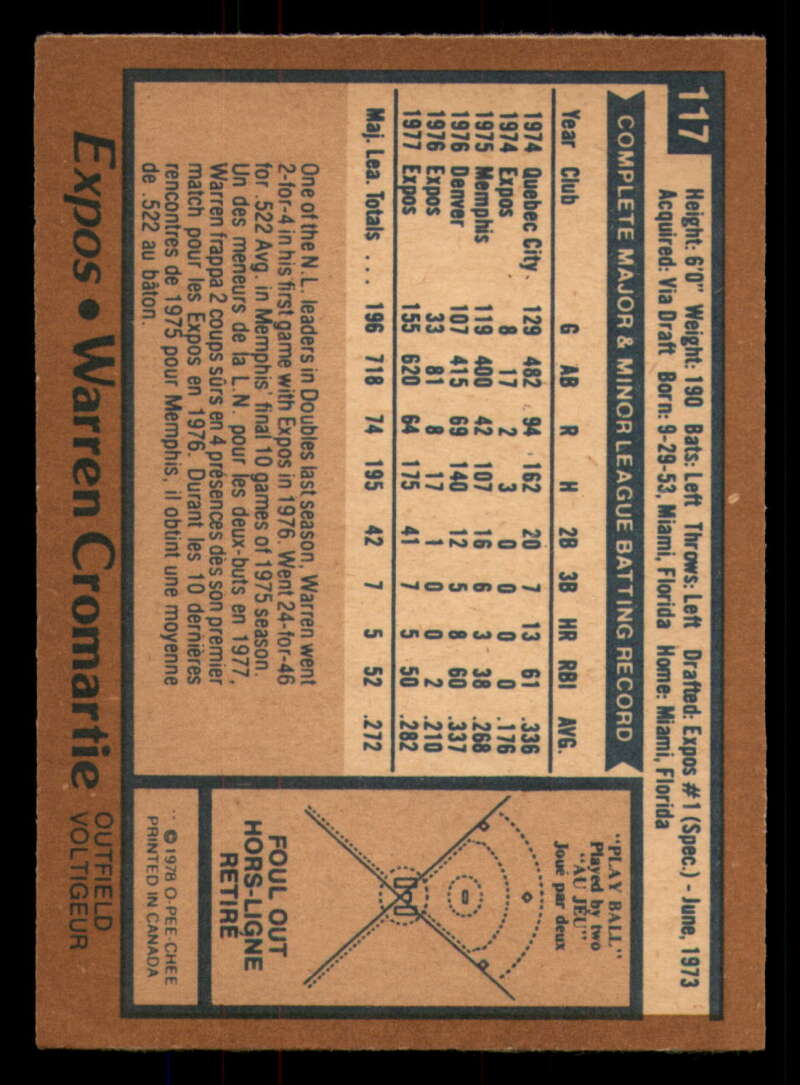 117
Height: 6'0" Weight: 190 Bats: Left Throws: Left Drafted: Expos #1 (Spec.) - June, 1973
Acquired: Via Draft Born: 9-29-53, Miami, Florida Home: Miami, Florida
COMPLETE MAJOR & MINOR LEAGUE BATTING RECORD
Year Club G AB R H 2B 3B HR RBI AVG.
1974 Quebec City 129 482 94 162 20 7 13 61 .336
1974 Expos 8 17 2 3 0 0 0 0 .176
1975 Memphis 119 400 42 107 16 6 3 38 .268
1976 Denver 107 415 69 140 12 5 8 60 .337
1976 Expos 33 81 8 17 1 0 0 2 .210
1977 Expos 155 620 64 175 41 7 5 50 .282
Maj. Lea. Totals ... 196 718 74 195 42 7 5 52 .272
One of the N.L. leaders in Doubles last season, Warren went
2-for-4 in his first game with Expos in 1976. Went 24-for-46
for .522 Avg. in Memphis' final 10 games of 1975 season.
Un des meneurs de la L.N. pour les deux-buts en 1977,
Warren frappa 2 coups sûrs en 4 présences dès son premier
match pour les Expos en 1976. Durant les 10 dernières
rencontres de 1975 pour Memphis, il obtint une moyenne
de .522 au bâton.
"PLAY BALL"
Played by two
"AU JEU"
Joué par deux
FOUL OUT
HORS-LIGNE
RETIRÉ
© 1978 O-PEE-CHEE
PRINTED IN CANADA
Expos • Warren Cromartie
OUTFIELD
VOLTIGEUR